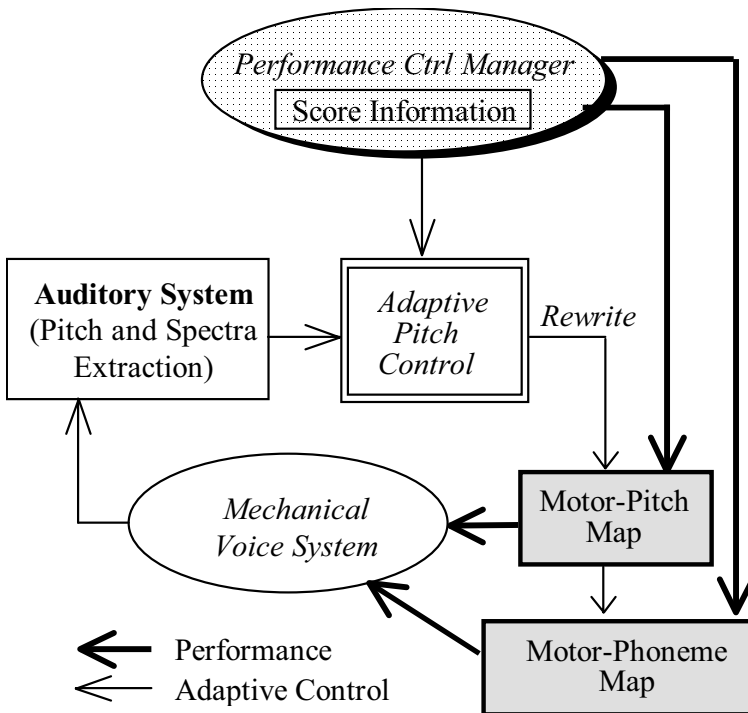 Performance Ctrl Manager
Score Information
Auditory System
(Pitch and Spectra
Extraction)
Adaptive
Pitch
Control
Rewrite
Mechanical
Voice System
Motor-Pitch
Map
Motor-Phoneme
Map
Performance
Adaptive Control